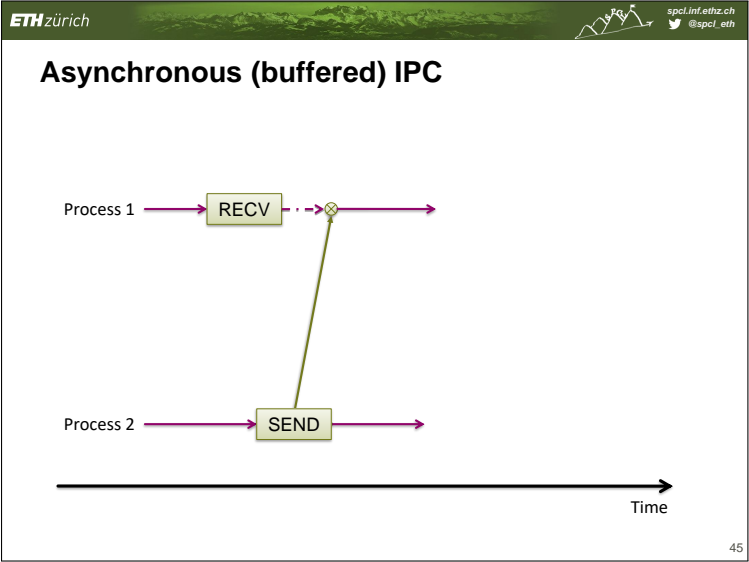 ETH zürich
spcl.inf.ethz.ch
@spcl_eth
Asynchronous (buffered) IPC
Process 1
RECV
Process 2
SEND
Time
45